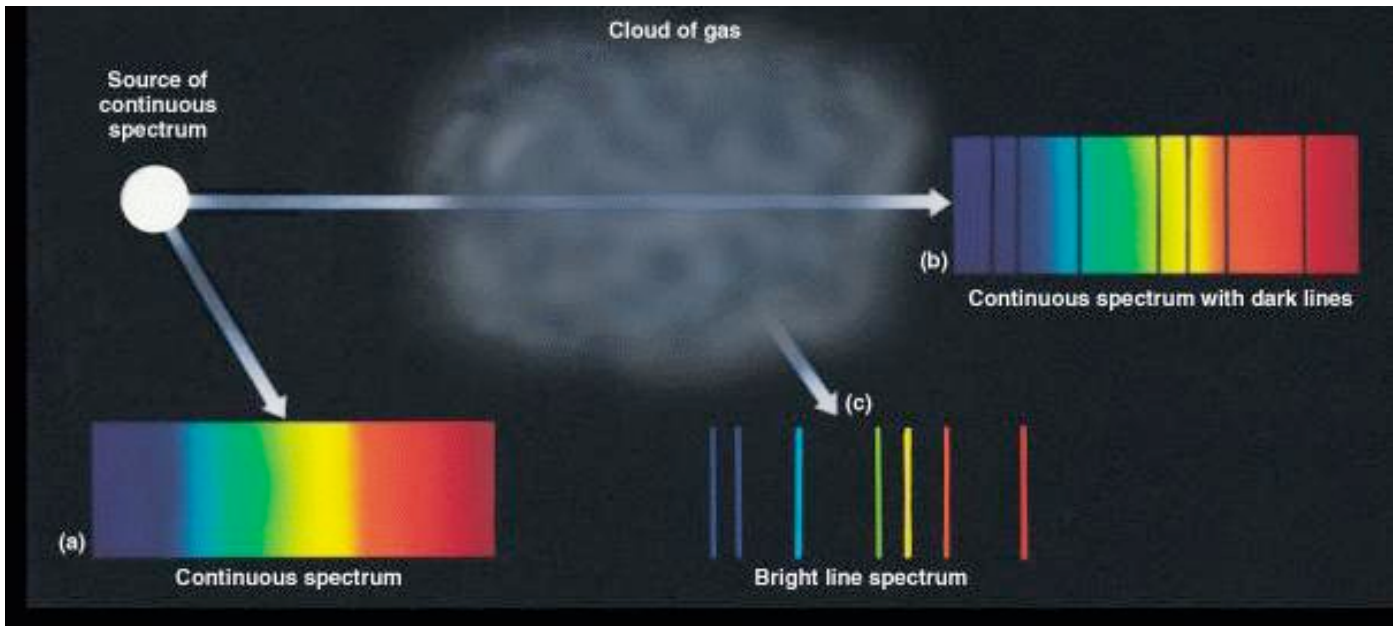 Cloud of gas
Source of
continuous
spectrum
(b)
Continuous spectrum with dark lines
(c)
(a)
Continuous spectrum
Bright line spectrum